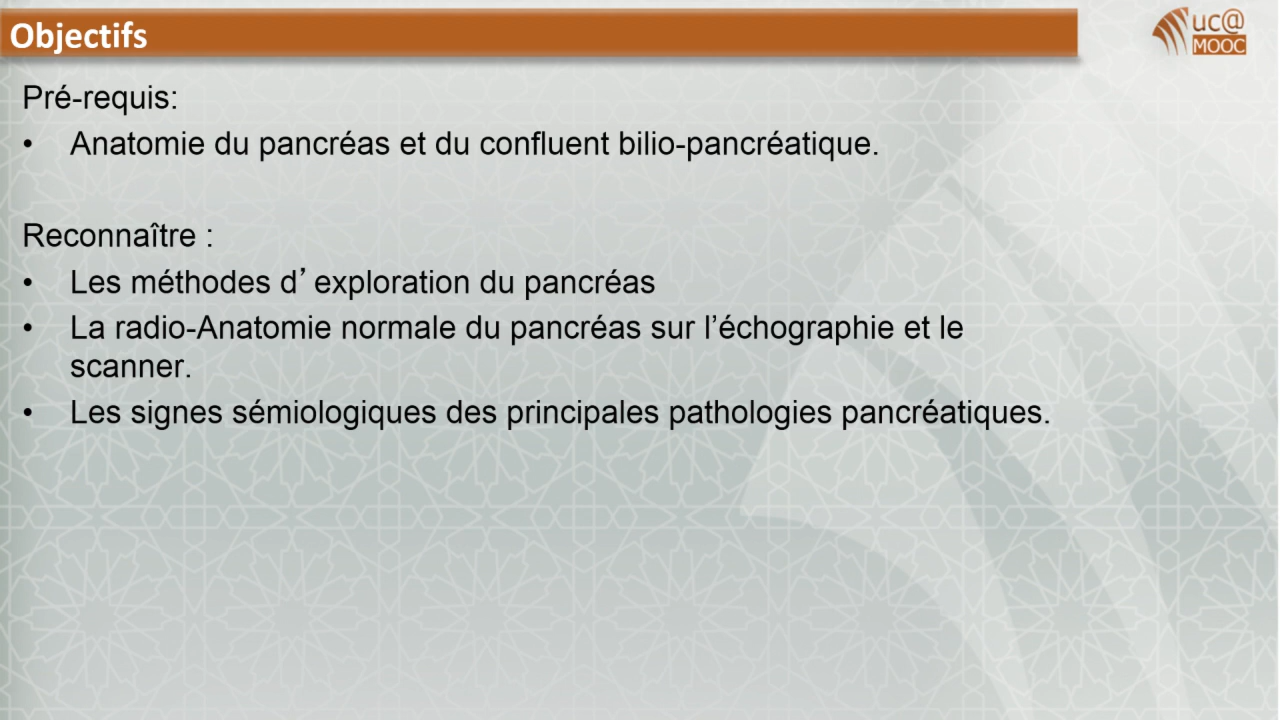 Objectifs
uc@
MOOC
Pré-requis:
• Anatomie du pancréas et du confluent bilio-pancréatique.
Reconnaître :
• Les méthodes d’ exploration du pancréas
• La radio-Anatomie normale du pancréas sur l’échographie et le
scanner.
• Les signes sémiologiques des principales pathologies pancréatiques.